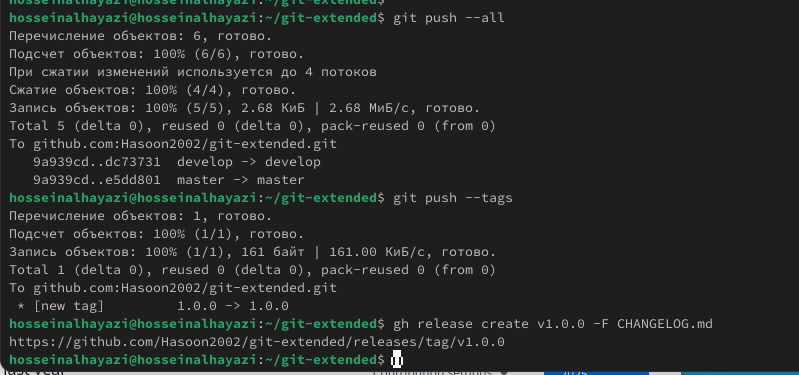 hosseinalhayazi@hosseinalhayazi:~/git-extended$
hosseinalhayazi@hosseinalhayazi:~/git-extended$ git push --all
Перечисление объектов: 6, готово.
Подсчет объектов: 100% (6/6), готово.
При сжатии изменений используется до 4 потоков
Сжатие объектов: 100% (4/4), готово.
Запись объектов: 100% (5/5), 2.68 КиБ | 2.68 МиБ/с, готово.
Total 5 (delta 0), reused 0 (delta 0), pack-reused 0 (from 0)
To github.com:Hasoon2002/git-extended.git
   9a939cd..dc73731  develop -> develop
   9a939cd..e5dd801  master -> master
hosseinalhayazi@hosseinalhayazi:~/git-extended$ git push --tags
Перечисление объектов: 1, готово.
Подсчет объектов: 100% (1/1), готово.
Запись объектов: 100% (1/1), 161 байт | 161.00 КиБ/с, готово.
Total 1 (delta 0), reused 0 (delta 0), pack-reused 0 (from 0)
To github.com:Hasoon2002/git-extended.git
 * [new tag]         1.0.0 -> 1.0.0
hosseinalhayazi@hosseinalhayazi:~/git-extended$ gh release create v1.0.0 -F CHANGELOG.md
https://github.com/Hasoon2002/git-extended/releases/tag/v1.0.0
hosseinalhayazi@hosseinalhayazi:~/git-extended$